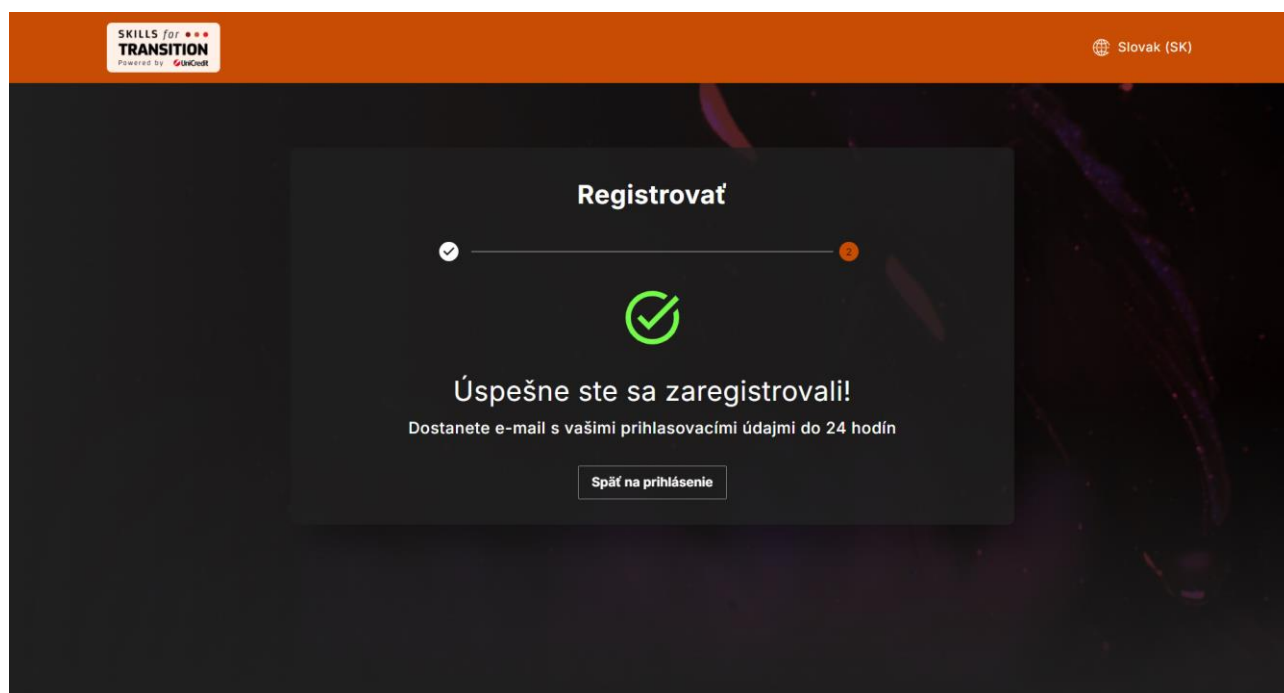 SKILLS for
TRANSITION
Powered by UniCredit
Slovak (SK)
Registrovať
2
Úspešne ste sa zaregistrovali!
Dostanete e-mail s vašimi prihlasovacími údajmi do 24 hodín
Späť na prihlásenie